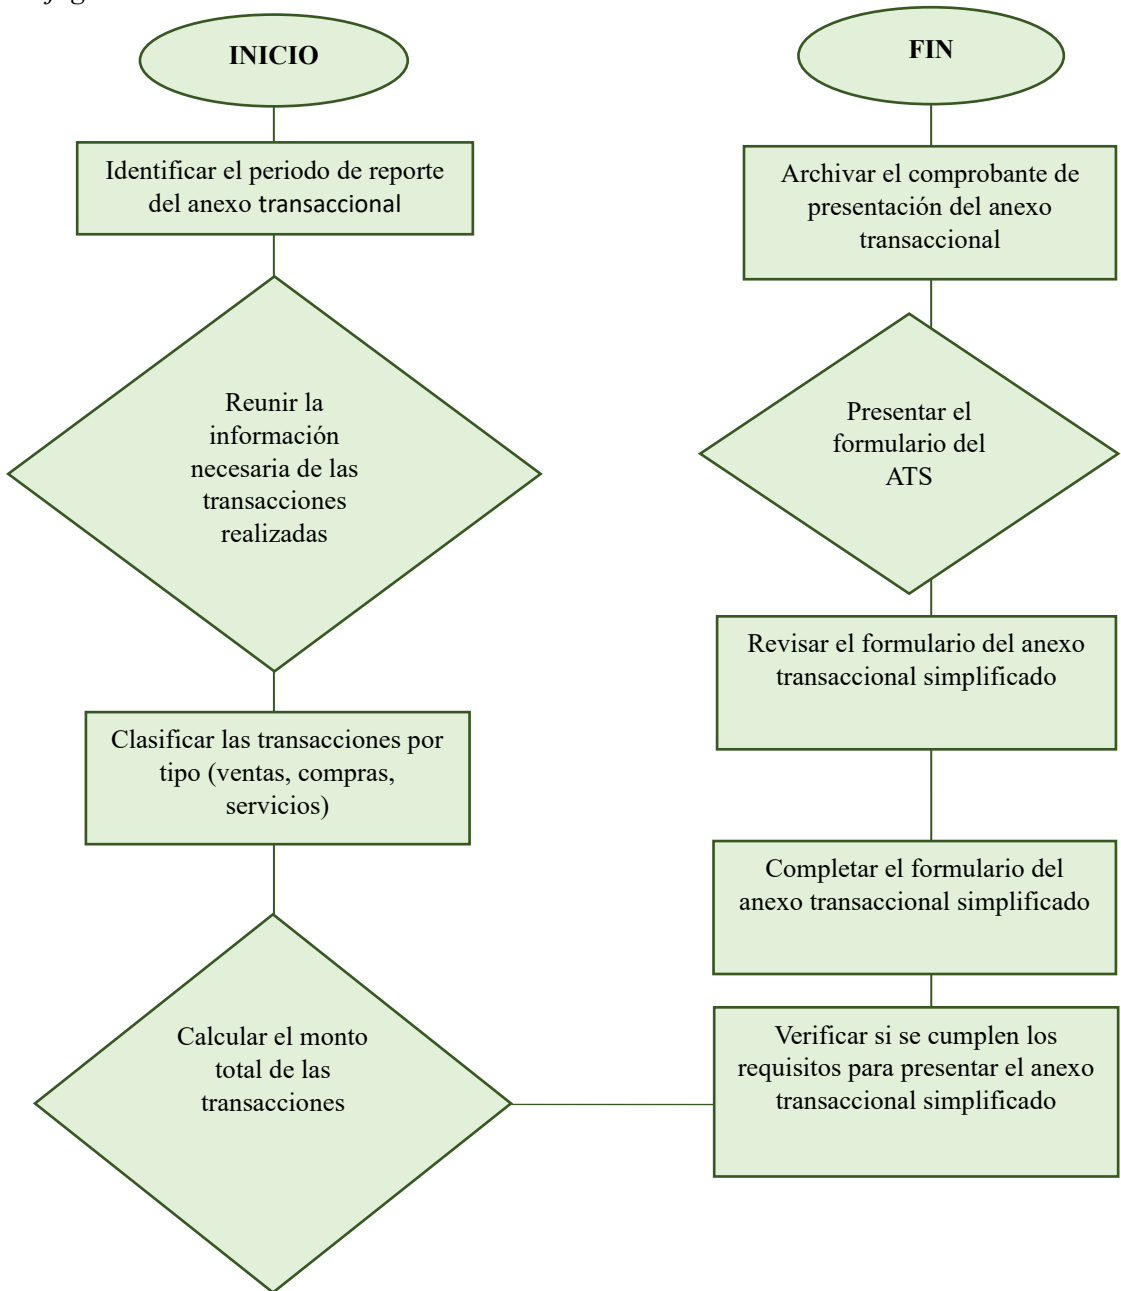 INICIO
Identificar el periodo de reporte
del anexo transaccional
Reunir la
información
necesaria de las
transacciones
realizadas
Clasificar las transacciones por
tipo (ventas, compras,
servicios)
Calcular el monto
total de las
transacciones
FIN
Archivar el comprobante de
presentación del anexo
transaccional
Presentar el
formulario del
ATS
Revisar el formulario del anexo
transaccional simplificado
Completar el formulario del
anexo transaccional simplificado
Verificar si se cumplen los
requisitos para presentar el anexo
transaccional simplificado